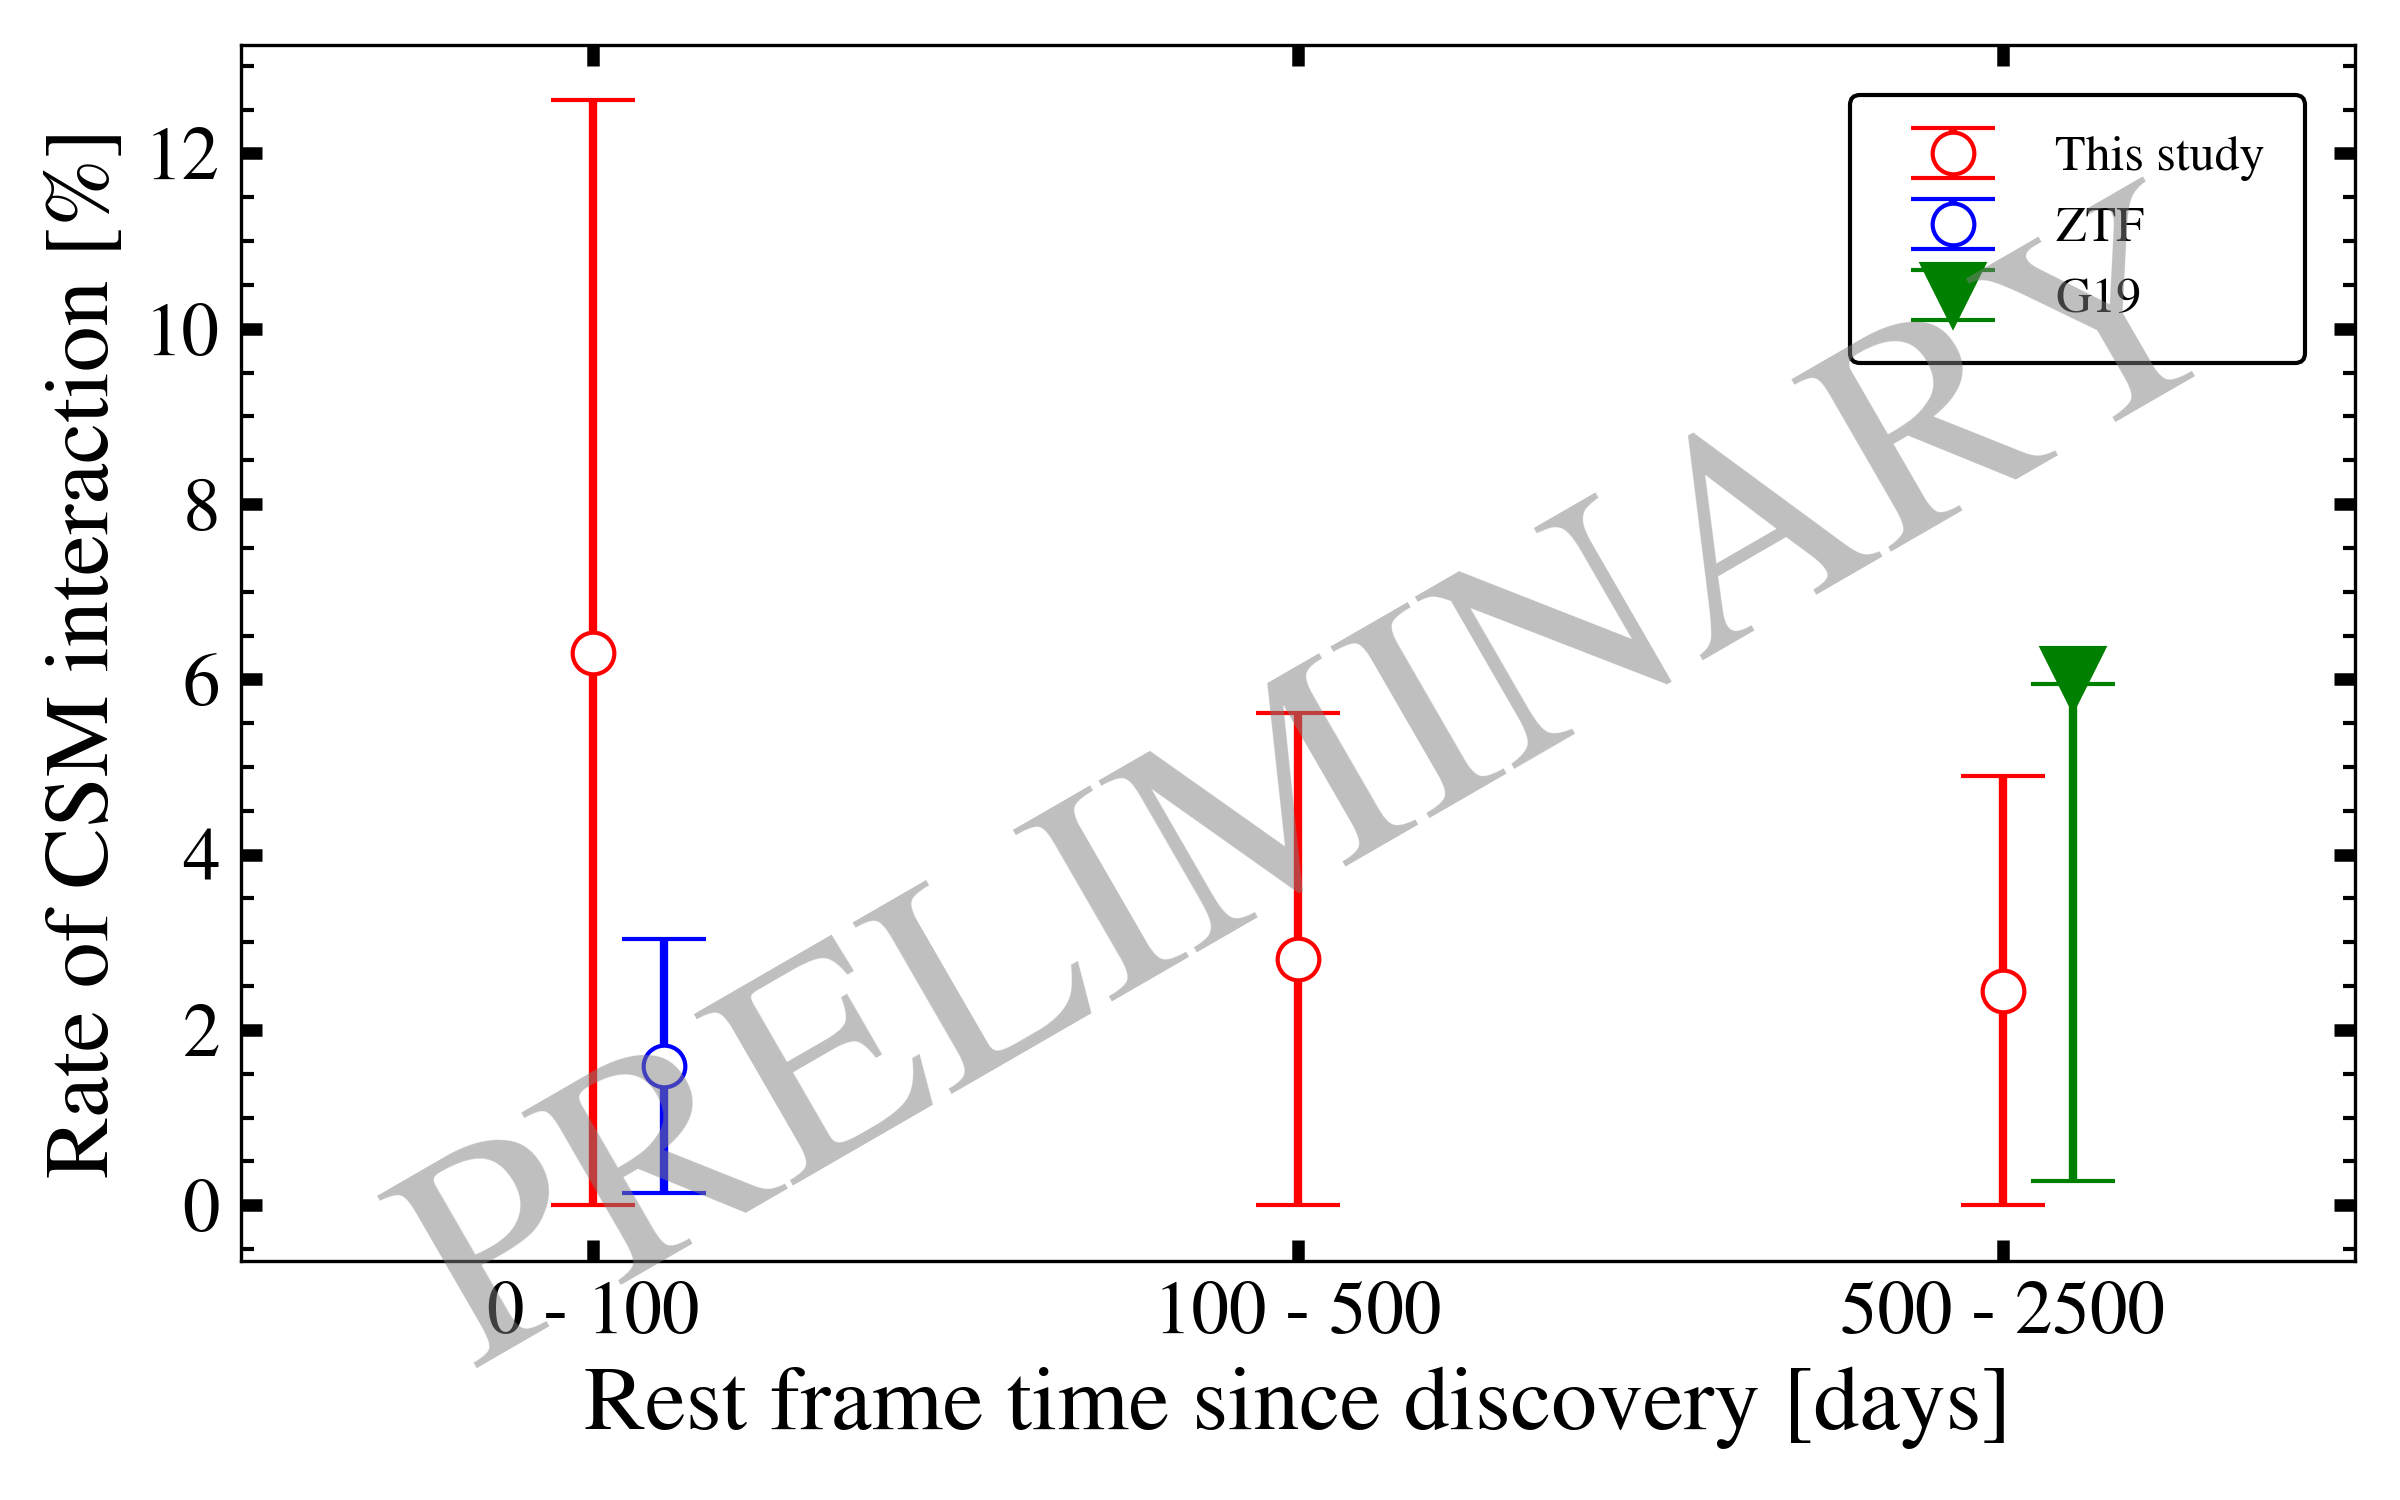 Rate of CSM interaction [%]
12
10
8
6
4
2
0
This study
ZTF
G19
PRELIMINARY
0 - 100
100 - 500
500 - 2500
Rest frame time since discovery [days]